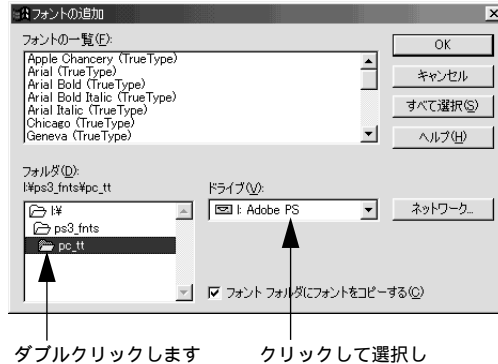 フォントの追加
フォントの一覧(F):
Apple Chancery (TrueType)
Arial (TrueType)
Arial Bold (TrueType)
Arial Bold Italic (TrueType)
Arial Italic (TrueType)
Chicago (TrueType)
Geneva (TrueType)
OK
キャンセル
すべて選択(S)
ヘルプ(H)
フォルダ(D):
I:¥ps3_fnts¥pc_tt
I:¥
ps3_fnts
pc_tt
ドライブ(V):
I: Adobe PS
ネットワーク...
フォント フォルダにフォントをコピーする(C)
ダブルクリックします
クリックして選択し